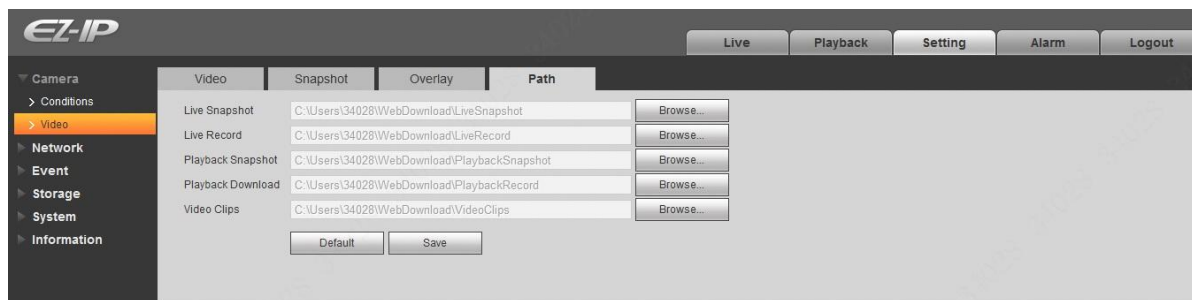 EZ-IP
Live Playback Setting Alarm Logout
Camera
> Conditions
> Video
Network
Event
Storage
System
Information
Video Snapshot Overlay Path
Live Snapshot C:\Users\34028\WebDownload\LiveSnapshot Browse...
Live Record C:\Users\34028\WebDownload\LiveRecord Browse...
Playback Snapshot C:\Users\34028\WebDownload\PlaybackSnapshot Browse...
Playback Download C:\Users\34028\WebDownload\PlaybackRecord Browse...
Video Clips C:\Users\34028\WebDownload\VideoClips Browse...
Default Save